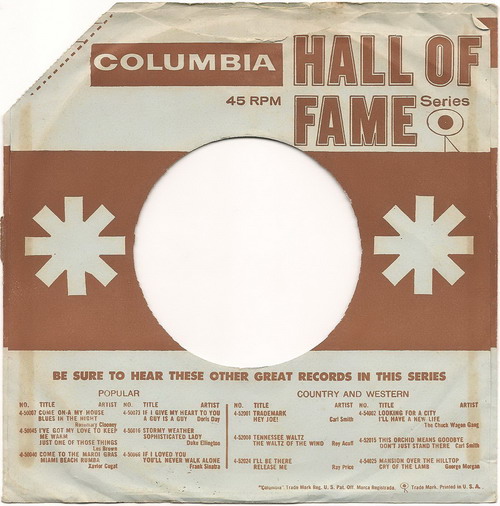 COLUMBIA
HALL OF
FAME
45 RPM
Series
BE SURE TO HEAR THESE OTHER GREAT RECORDS IN THIS SERIES
POPULAR
NO. TITLE ARTIST
4-50007 COME ON-A MY HOUSE
BLUES IN THE NIGHT
Rosemary Clooney
4-50045 I'VE GOT MY LOVE TO KEEP
ME WARM
JUST ONE OF THOSE THINGS
Les Brown
4-50040 COME TO THE MARDI GRAS
MIAMI BEACH RUMBA
Xavier Cugat
NO. TITLE ARTIST
4-50073 IF I GIVE MY HEART TO YOU
A GUY IS A GUY Doris Day
4-50016 STORMY WEATHER
SOPHISTICATED LADY
Duke Ellington
IF I LOVED YOU
YOU'LL NEVER WALK ALONE
Frank Sinatra
COUNTRY AND WESTERN
NO. TITLE ARTIST
4-52001 TRADEMARK
HEY JOE! Carl Smith
4-52008 TENNESSEE WALTZ
THE WALTZ OF THE WIND Roy Acuff
4-52024 I'LL BE THERE
RELEASE ME Ray Price
NO. TITLE ARTIST
4-54002 LOOKING FOR A CITY
I'LL HAVE A NEW LIFE
The Chuck Wagon Gang
4-52015 THIS ORCHID MEANS GOODBYE
DON'T JUST STAND THERE Carl Smith
4-54025 MANSION OVER THE HILLTOP
CRY OF THE LAMB George Morgan
"Columbia", Trade Mark Reg. U. S. Pat. Off. Marca Registrada. Trade Mark. Printed in U. S. A.